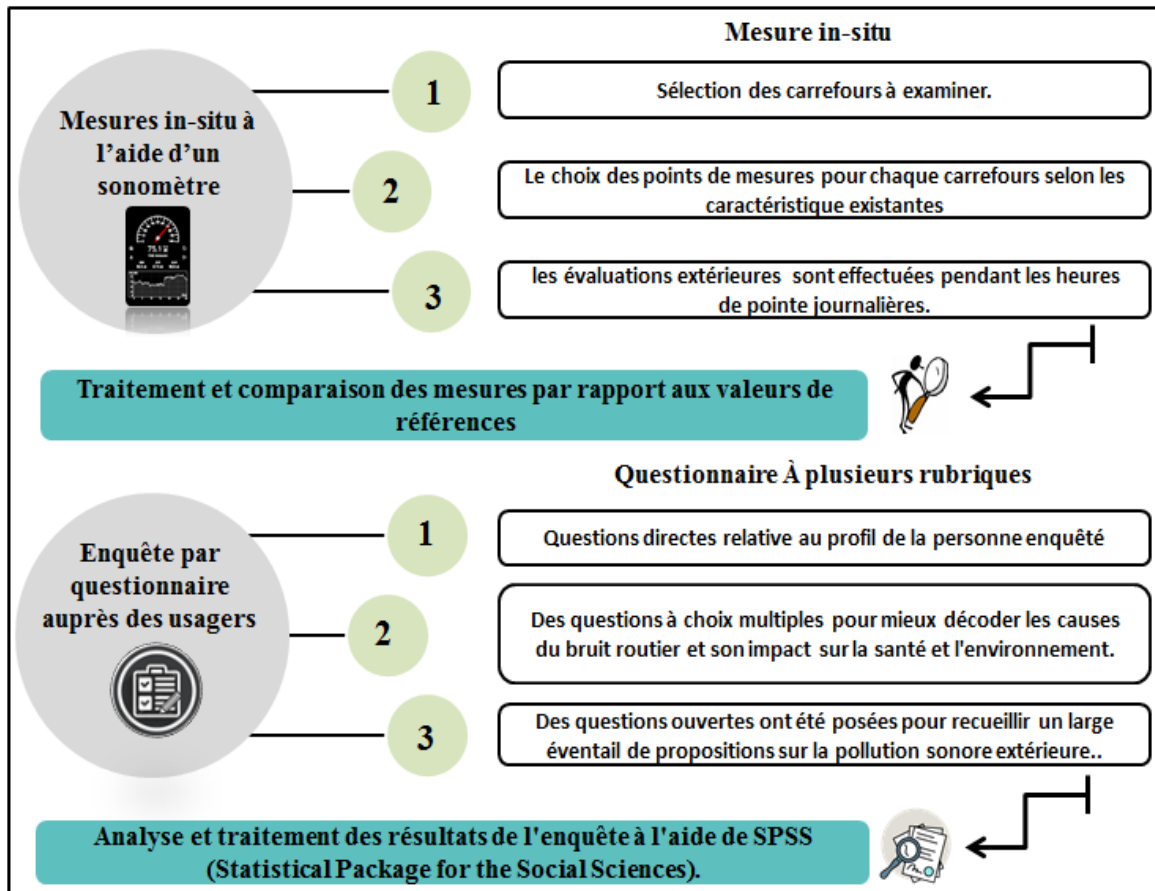 Mesure in-situ
Mesures in-situ à
l’aide d’un
sonomètre
75.1
1
Sélection des carrefours à examiner.
2
Le choix des points de mesures pour chaque carrefours selon les
caractéristique existantes
3
les évaluations extérieures sont effectuées pendant les heures
de pointe journalières.
Traitement et comparaison des mesures par rapport aux valeurs de
références
Questionnaire À plusieurs rubriques
Enquête par
questionnaire
auprès des usagers
1
Questions directes relative au profil de la personne enquêté
2
Des questions à choix multiples pour mieux décoder les causes
du bruit routier et son impact sur la santé et l'environnement.
3
Des questions ouvertes ont été posées pour recueillir un large
éventail de propositions sur la pollution sonore extérieure..
Analyse et traitement des résultats de l'enquête à l'aide de SPSS
(Statistical Package for the Social Sciences).